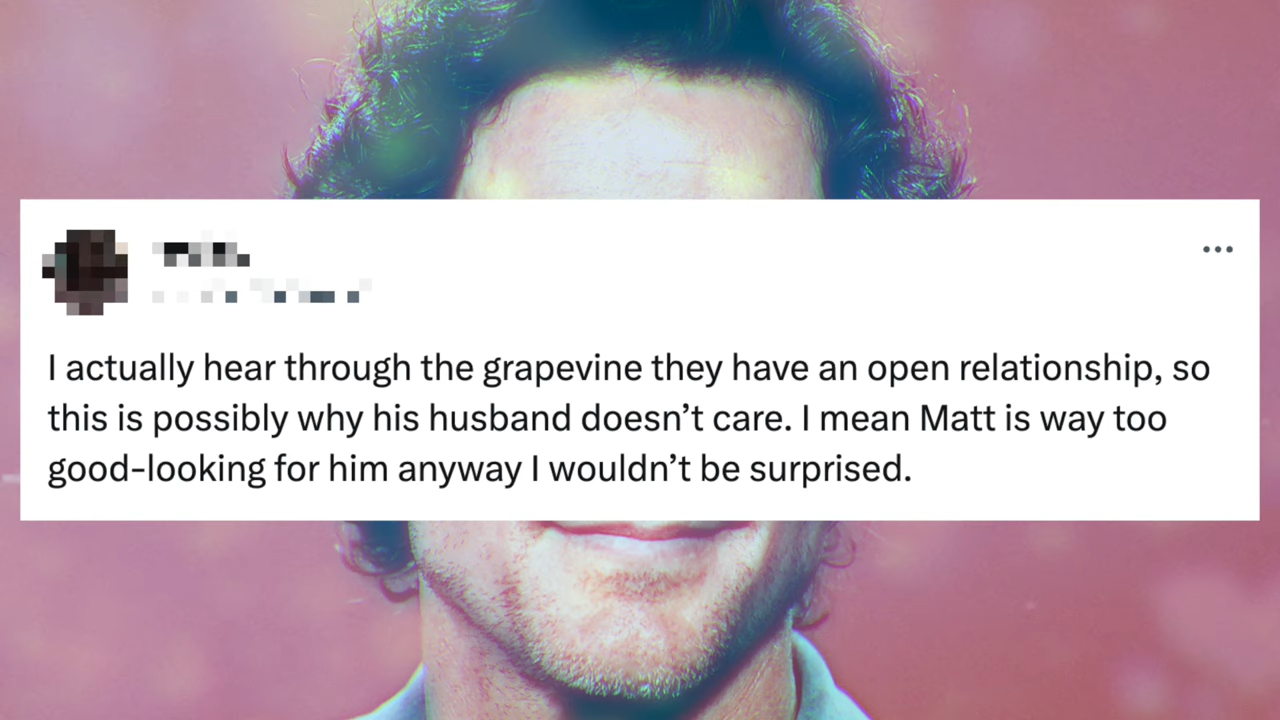 I actually hear through the grapevine they have an open relationship, so
this is possibly why his husband doesn’t care. I mean Matt is way too
good-looking for him anyway I wouldn’t be surprised.